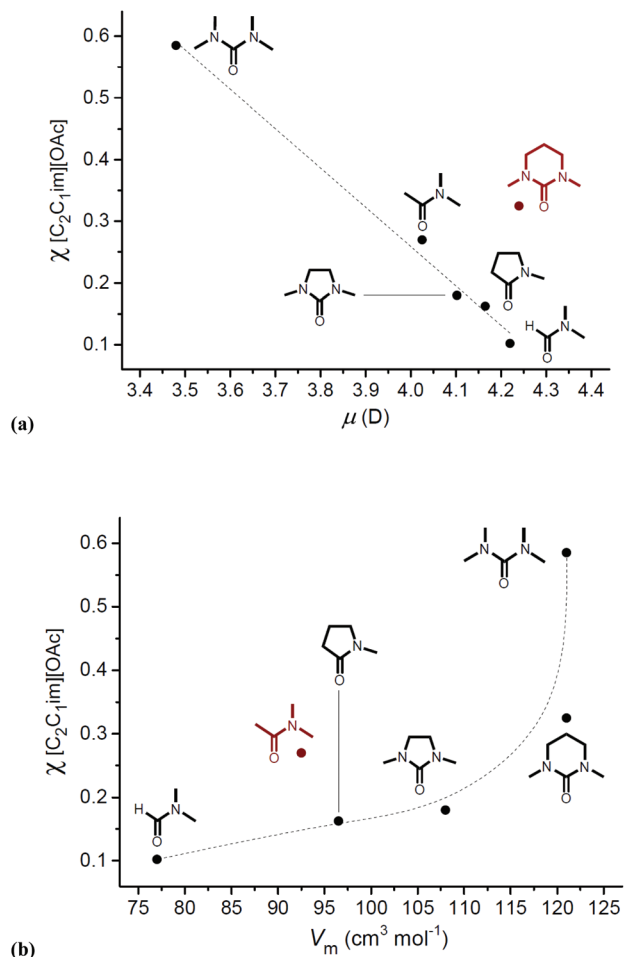 0.6
0.5
0.4
0.3
0.2
0.1
χ [C₂C₁im][OAc]
N N
O
N
O
N N
O
N N
O
N
O
H N
O
3.4 3.5 3.6 3.7 3.8 3.9 4.0 4.1 4.2 4.3 4.4
μ (D)
(a)
0.6
0.5
0.4
0.3
0.2
0.1
χ [C₂C₁im][OAc]
N N
O
N
O
N
O
N N
O
N N
O
H N
O
75 80 85 90 95 100 105 110 115 120 125
Vₘ (cm³ mol⁻¹)
(b)